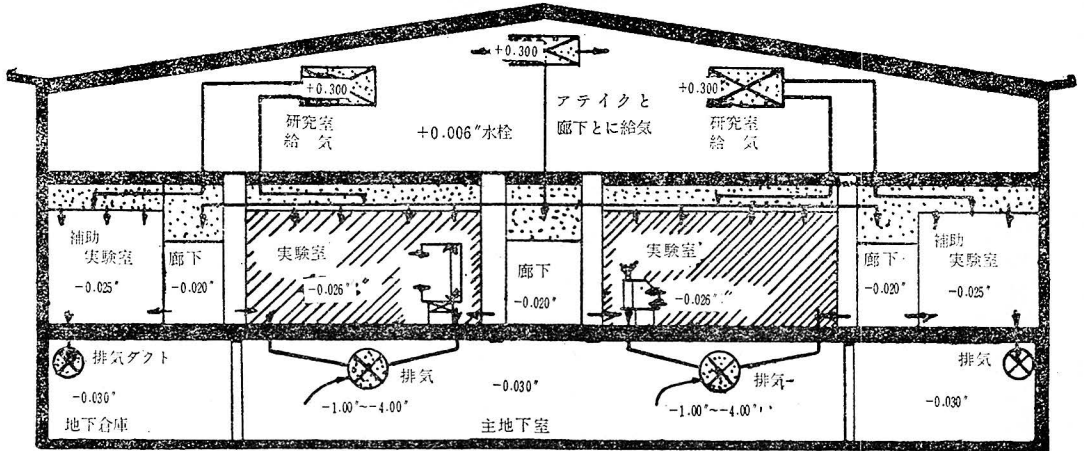 +0.300
+0.300
研究室
給気
アテイクと
廊下とに給気
+0.006″水栓
+0.300
研究室
給気
補助
実験室
-0.025″
廊下
-0.020″
実験室
-0.026″
廊下
-0.020″
実験室
-0.026″
廊下
-0.020″
補助
実験室
-0.025″
排気ダクト
-0.030″
地下倉庫
排気
-1.00″~-4.00″
-0.030″
主地下室
排気
-1.00″~-4.00″
排気
-0.030″